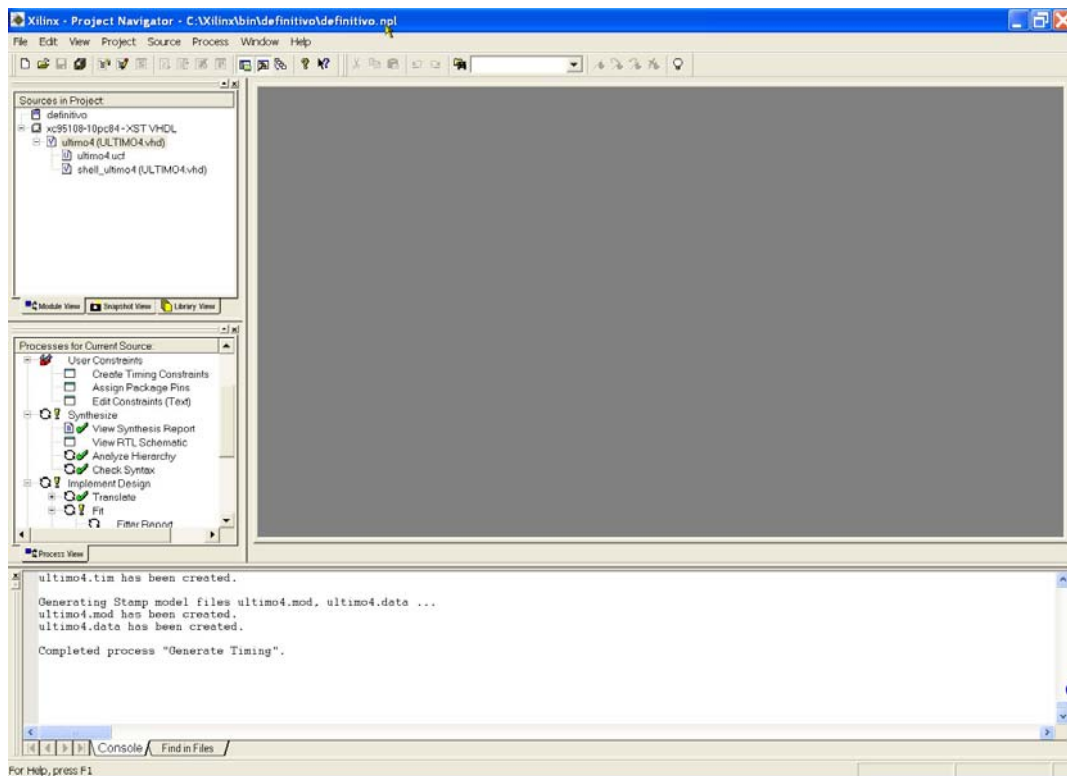 Xilinx - Project Navigator - C:\Xilinx\bin\definitivo\definitivo.npl
File Edit View Project Source Process Window Help
Sources in Project:
definitivo
xc95108-10pc84 - XST VHDL
ultimo4 (ULTIMO4.vhd)
ultimo4.ucf
shell_ultimo4 (ULTIMO4.vhd)
Module View Snapshot View Library View
Processes for Current Source:
User Constraints
Create Timing Constraints
Assign Package Pins
Edit Constraints (Text)
Synthesize
View Synthesis Report
View RTL Schematic
Analyze Hierarchy
Check Syntax
Implement Design
Translate
Fit
Fitter Report
Process View
ultimo4.tim has been created.
Generating Stamp model files ultimo4.mod, ultimo4.data ...
ultimo4.mod has been created.
ultimo4.data has been created.
Completed process "Generate Timing".
Console Find in Files
For Help, press F1